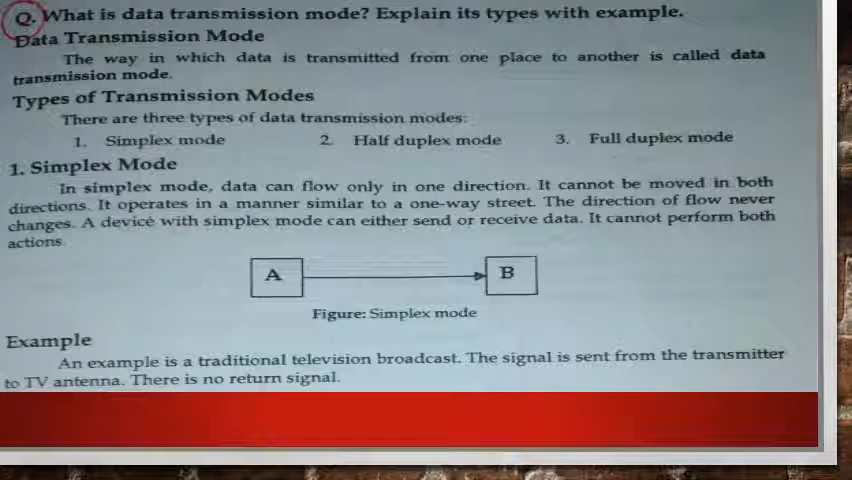 Q. What is data transmission mode? Explain its types with example.
Data Transmission Mode
The way in which data is transmitted from one place to another is called data
transmission mode.
Types of Transmission Modes
There are three types of data transmission modes:
1. Simplex mode 2. Half duplex mode 3. Full duplex mode
1. Simplex Mode
In simplex mode, data can flow only in one direction. It cannot be moved in both
directions. It operates in a manner similar to a one-way street. The direction of flow never
changes. A device with simplex mode can either send or receive data. It cannot perform both
actions.
A B
Figure: Simplex mode
Example
An example is a traditional television broadcast. The signal is sent from the transmitter
to TV antenna. There is no return signal.